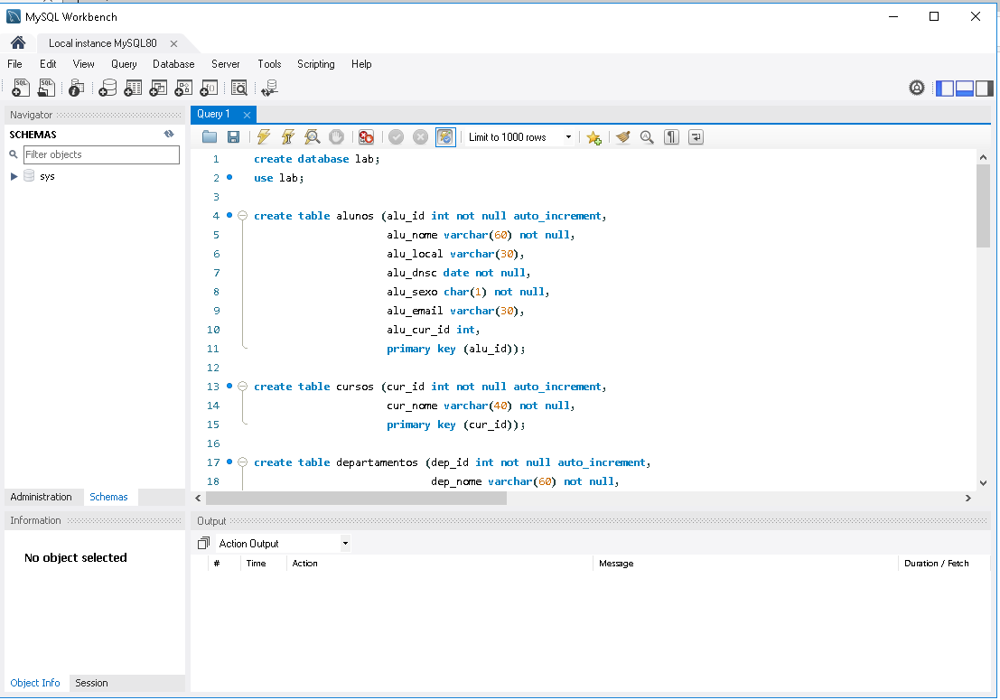 MySQL Workbench
Local instance MySQL80
File Edit View Query Database Server Tools Scripting Help
Navigator
SCHEMAS
Filter objects
sys
Administration Schemas
Information
No object selected
Object Info Session
Query 1
Limit to 1000 rows
1 create database lab;
2 use lab;
3
4 create table alunos (alu_id int not null auto_increment,
5 alu_nome varchar(60) not null,
6 alu_local varchar(30),
7 alu_dnsc date not null,
8 alu_sexo char(1) not null,
9 alu_email varchar(30),
10 alu_cur_id int,
11 primary key (alu_id));
12
13 create table cursos (cur_id int not null auto_increment,
14 cur_nome varchar(40) not null,
15 primary key (cur_id));
16
17 create table departamentos (dep_id int not null auto_increment,
18 dep_nome varchar(60) not null,
Output
Action Output
# Time Action Message Duration / Fetch